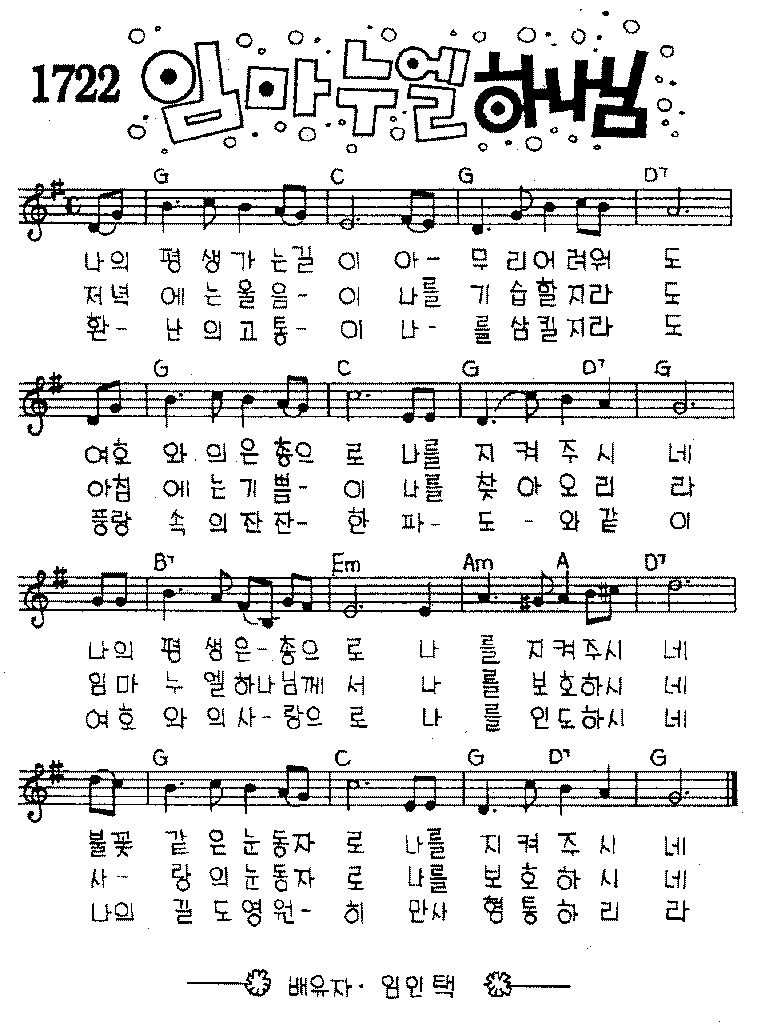 1722 임마누엘 하나님
G C G D7
나의 평 생 가 는길 이 아- 무 리어 려워 도
저녁 에 는 울 음- 이 나를 기 습할 지라 도
환- 난 의 고 통- 이 나- 를 삼킬 지라 도
G C G D7 G
여호 와 의 은 총으 로 나를 지 켜 주 시 네
아침 에 는 기 쁨- 이 나를 찾 아 오 리 라
풍랑 속 의 잔 잔- 한 파- 도 - 와 같 이
B7 Em Am A D7
나의 평 생 은- 총으 로 나 를 지 켜주시 네
임마 누 엘하나님께 서 나 를 보 호하시 네
여호 와 의사- 랑으 로 나 를 인 도하시 네
G C G D7 G
불꽃 같 은 눈 동자 로 나를 지 켜 주 시 네
사- 랑 의 눈 동자 로 나를 보 호 하 시 네
나의 길 도 영 원- 히 만사 형 통 하 리 라
배유자 · 임인택